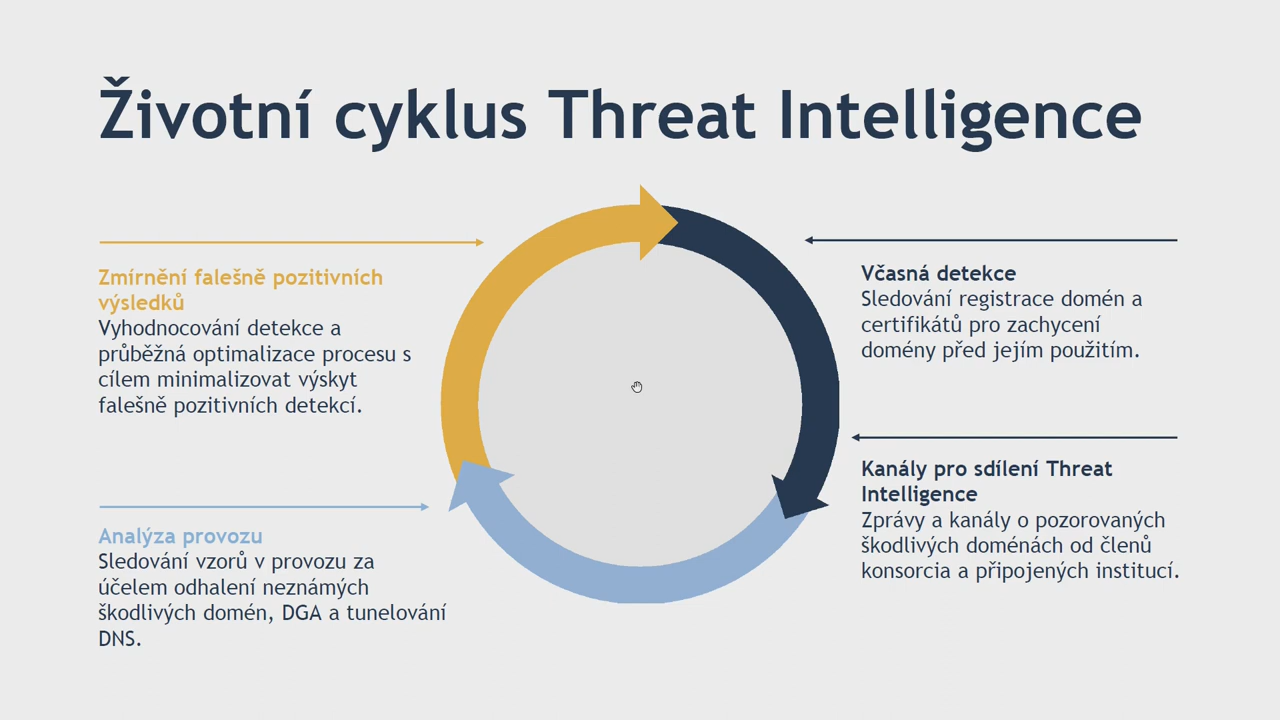 Životní cyklus Threat Intelligence
Zmírnění falešně pozitivních
výsledků
Vyhodnocování detekce a
průběžná optimalizace procesu s
cílem minimalizovat výskyt
falešně pozitivních detekcí.
Analýza provozu
Sledování vzorů v provozu za
účelem odhalení neznámých
škodlivých domén, DGA a tunelování
DNS.
Včasná detekce
Sledování registrace domén a
certifikátů pro zachycení
domény před jejím použitím.
Kanály pro sdílení Threat
Intelligence
Zprávy a kanály o pozorovaných
škodlivých doménách od členů
konsorcia a připojených institucí.